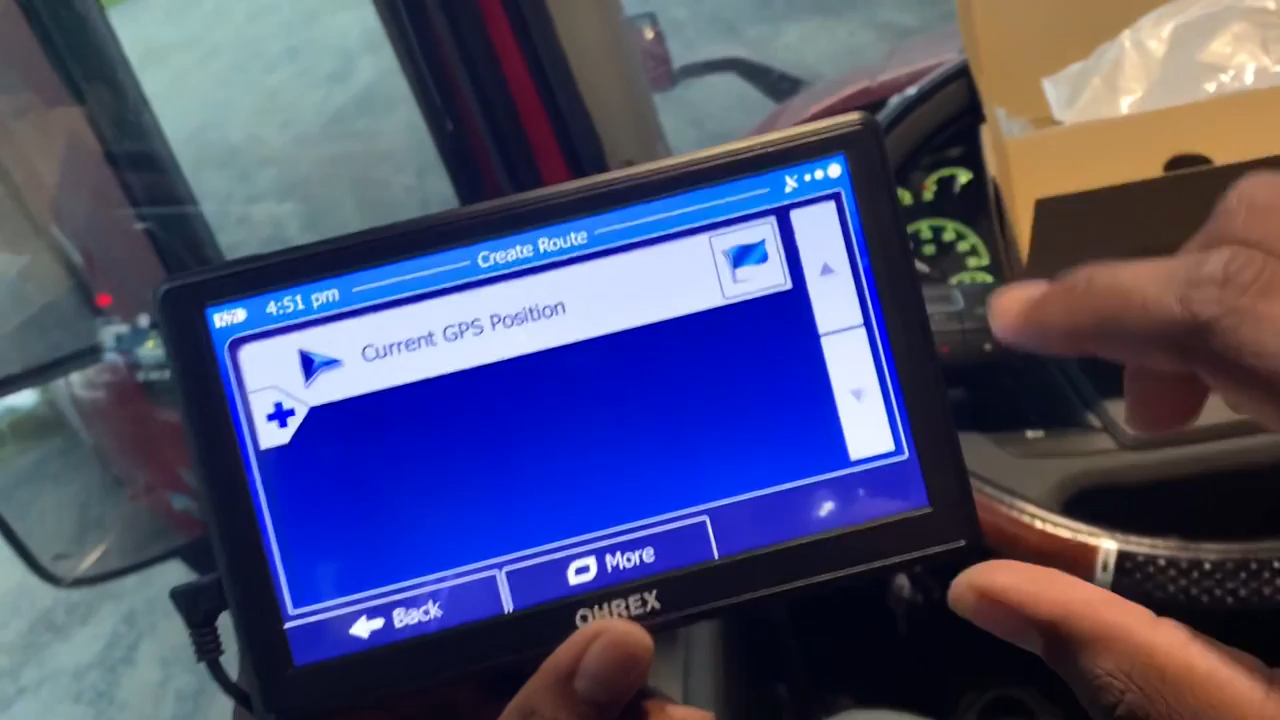 4:51 pm
Create Route
Current GPS Position
Back
More
OHREX